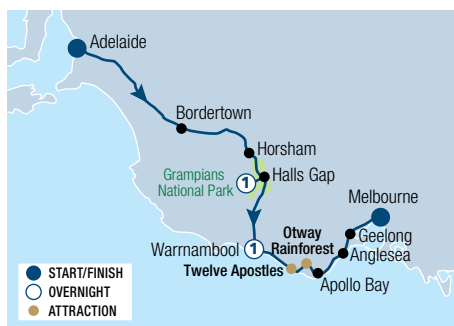 Adelaide
Bordertown
Horsham
Grampians
National Park
1
Halls Gap
Melbourne
Otway
Rainforest
Geelong
Warrnambool
1
Anglesea
Twelve Apostles
Apollo Bay
START/FINISH
OVERNIGHT
ATTRACTION